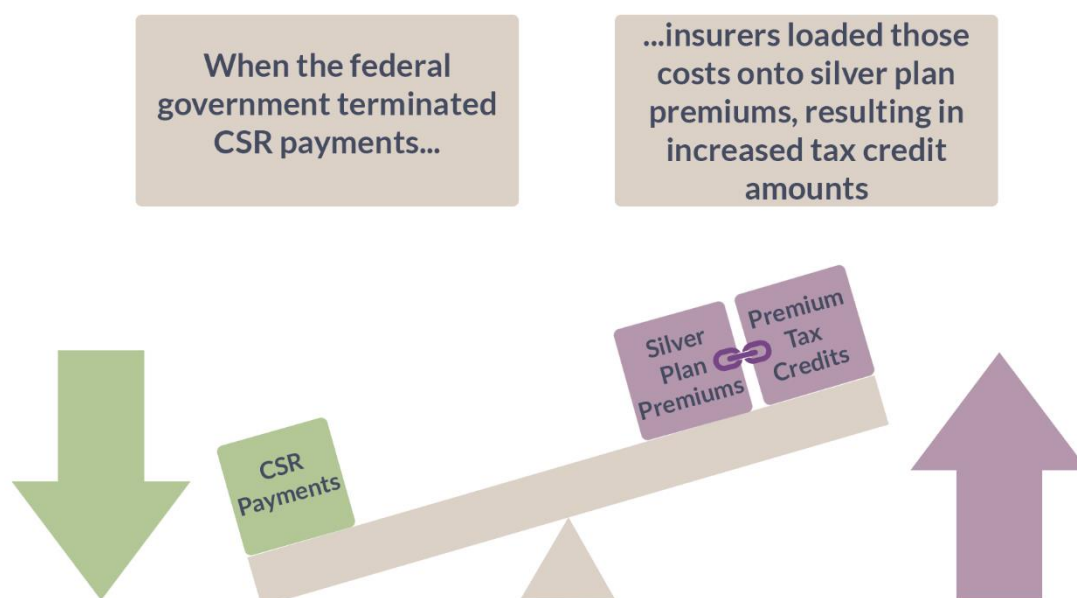 When the federal
government terminated
CSR payments...
...insurers loaded those
costs onto silver plan
premiums, resulting in
increased tax credit
amounts
Silver
Plan
Premiums
Premium
Tax
Credits
CSR
Payments